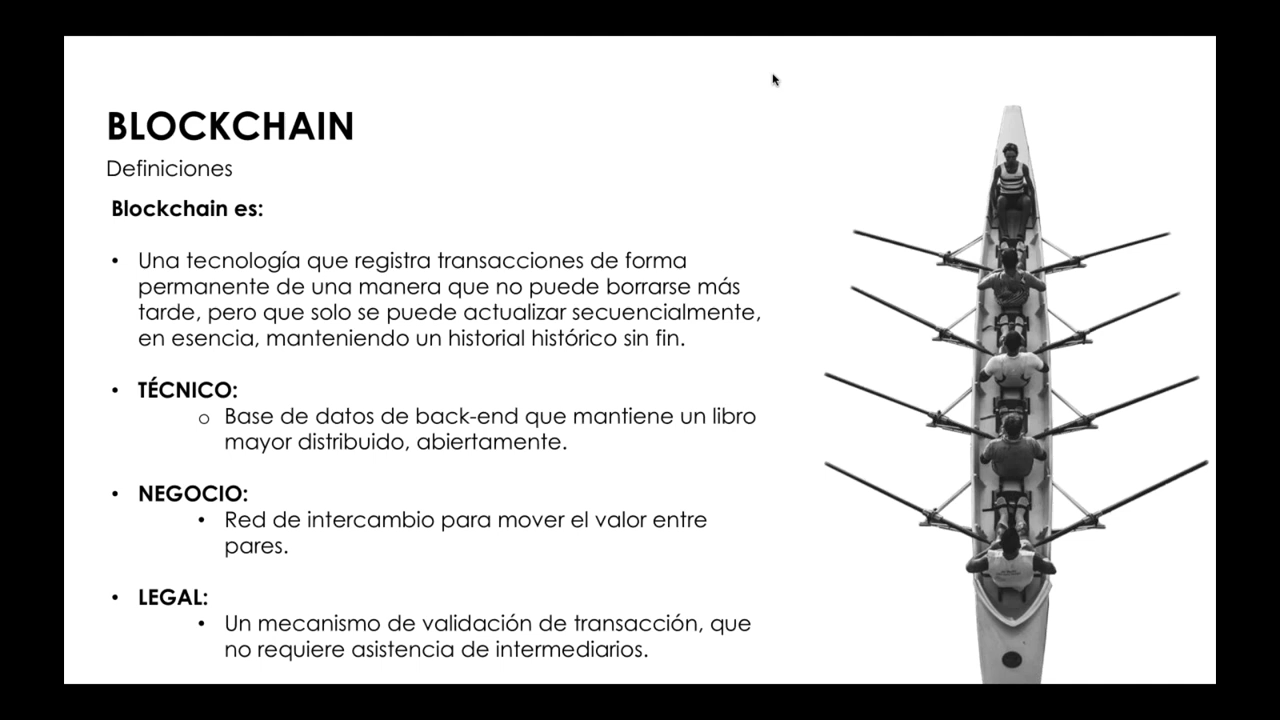 BLOCKCHAIN
Definiciones
Blockchain es:
• Una tecnología que registra transacciones de forma
permanente de una manera que no puede borrarse más
tarde, pero que solo se puede actualizar secuencialmente,
en esencia, manteniendo un historial histórico sin fin.
• TÉCNICO:
o Base de datos de back-end que mantiene un libro
mayor distribuido, abiertamente.
• NEGOCIO:
• Red de intercambio para mover el valor entre
pares.
• LEGAL:
• Un mecanismo de validación de transacción, que
no requiere asistencia de intermediarios.